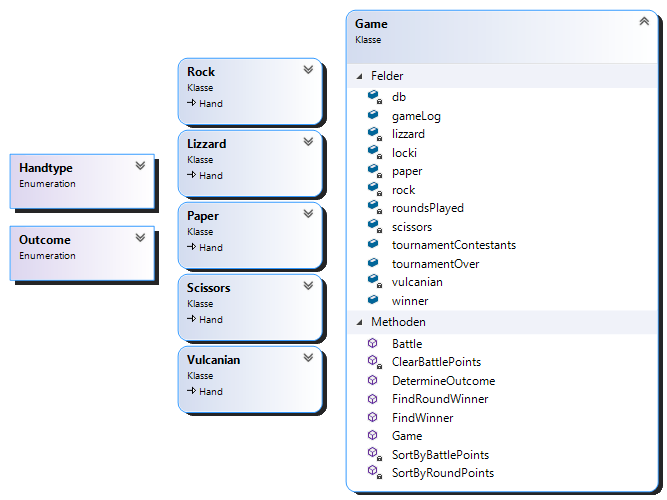 Handtype
Enumeration
Outcome
Enumeration
Rock
Klasse
Hand
Lizzard
Klasse
Hand
Paper
Klasse
Hand
Scissors
Klasse
Hand
Vulcanian
Klasse
Hand
Game
Klasse
Felder
db
gameLog
lizzard
locki
paper
rock
roundsPlayed
scissors
tournamentContestants
tournamentOver
vulcanian
winner
Methoden
Battle
ClearBattlePoints
DetermineOutcome
FindRoundWinner
FindWinner
Game
SortByBattlePoints
SortByRoundPoints